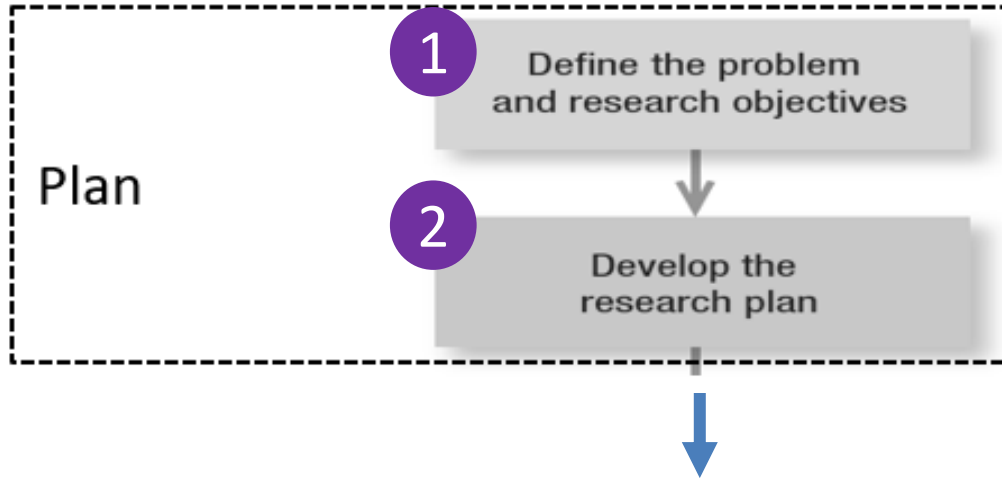 1
Define the problem
and research objectives
Plan
2
Develop the
research plan